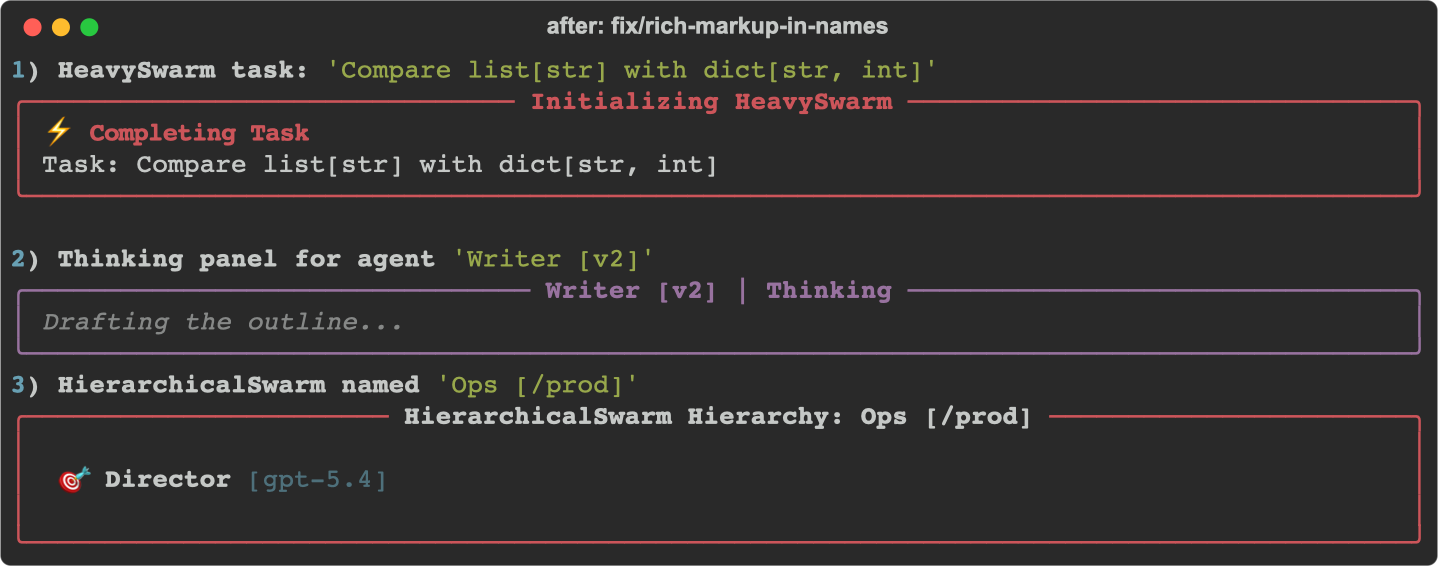 after: fix/rich-markup-in-names
1) HeavySwarm task: 'Compare list[str] with dict[str, int]'
Initializing HeavySwarm
⚡ Completing Task
Task: Compare list[str] with dict[str, int]
2) Thinking panel for agent 'Writer [v2]'
Writer [v2] | Thinking
Drafting the outline...
3) HierarchicalSwarm named 'Ops [/prod]'
HierarchicalSwarm Hierarchy: Ops [/prod]
🎯 Director [gpt-5.4]